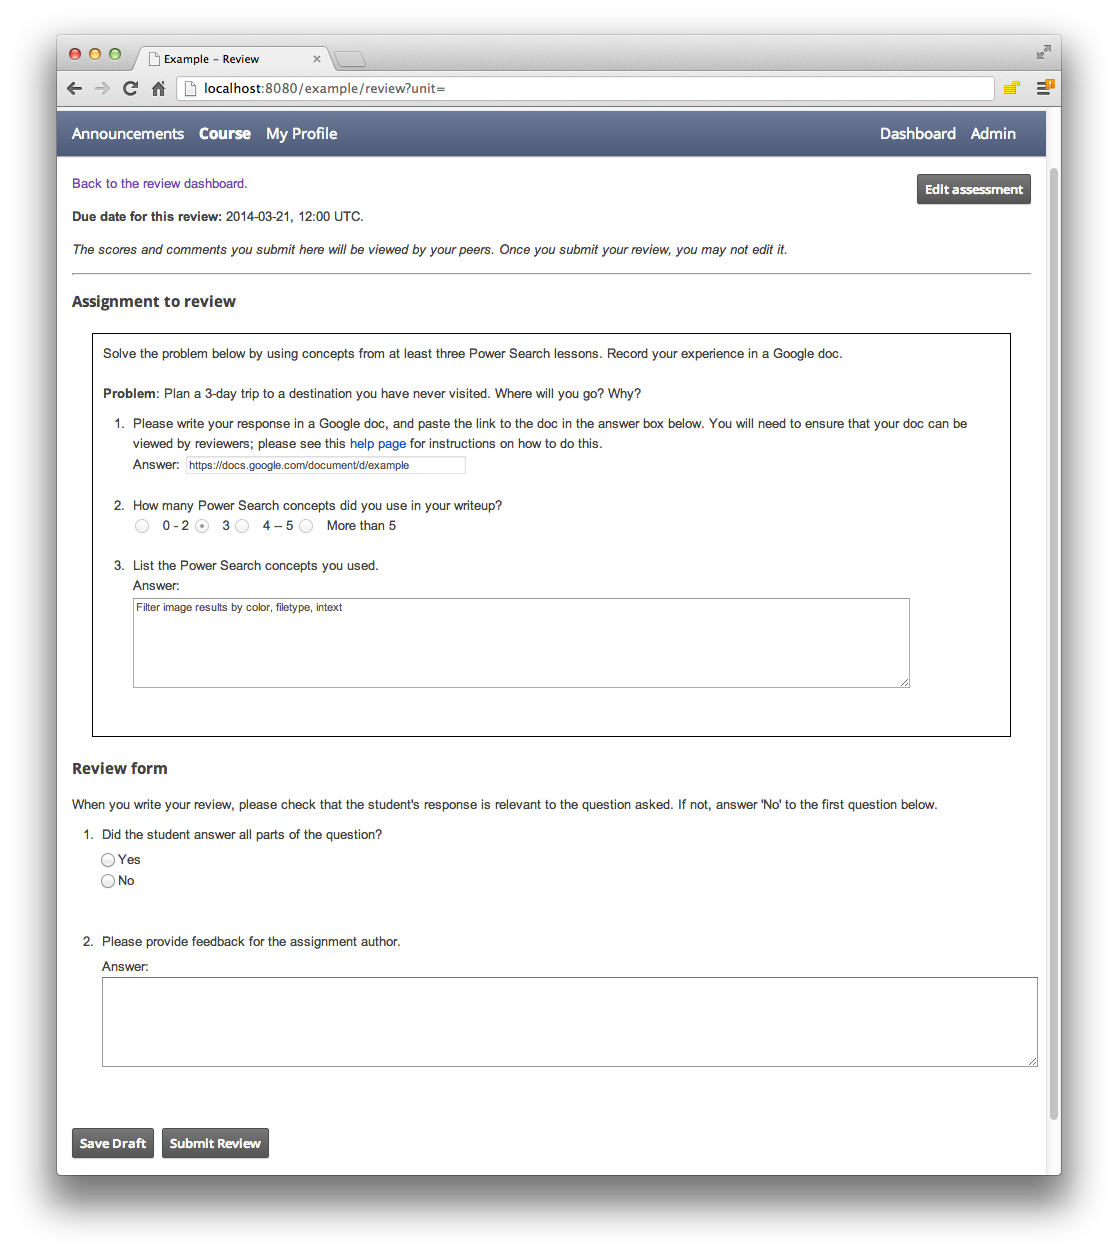 Example – Review
localhost:8080/example/review?unit=
Announcements Course My Profile Dashboard Admin
Back to the review dashboard.
Edit assessment
Due date for this review: 2014-03-21, 12:00 UTC.
The scores and comments you submit here will be viewed by your peers. Once you submit your review, you may not edit it.
Assignment to review
Solve the problem below by using concepts from at least three Power Search lessons. Record your experience in a Google doc.
Problem: Plan a 3-day trip to a destination you have never visited. Where will you go? Why?
1. Please write your response in a Google doc, and paste the link to the doc in the answer box below. You will need to ensure that your doc can be
viewed by reviewers; please see this help page for instructions on how to do this.
Answer: https://docs.google.com/document/d/example
2. How many Power Search concepts did you use in your writeup?
0 - 2 3 4 -- 5 More than 5
3. List the Power Search concepts you used.
Answer:
Filter image results by color, filetype, intext
Review form
When you write your review, please check that the student's response is relevant to the question asked. If not, answer 'No' to the first question below.
1. Did the student answer all parts of the question?
Yes
No
2. Please provide feedback for the assignment author.
Answer:
Save Draft Submit Review